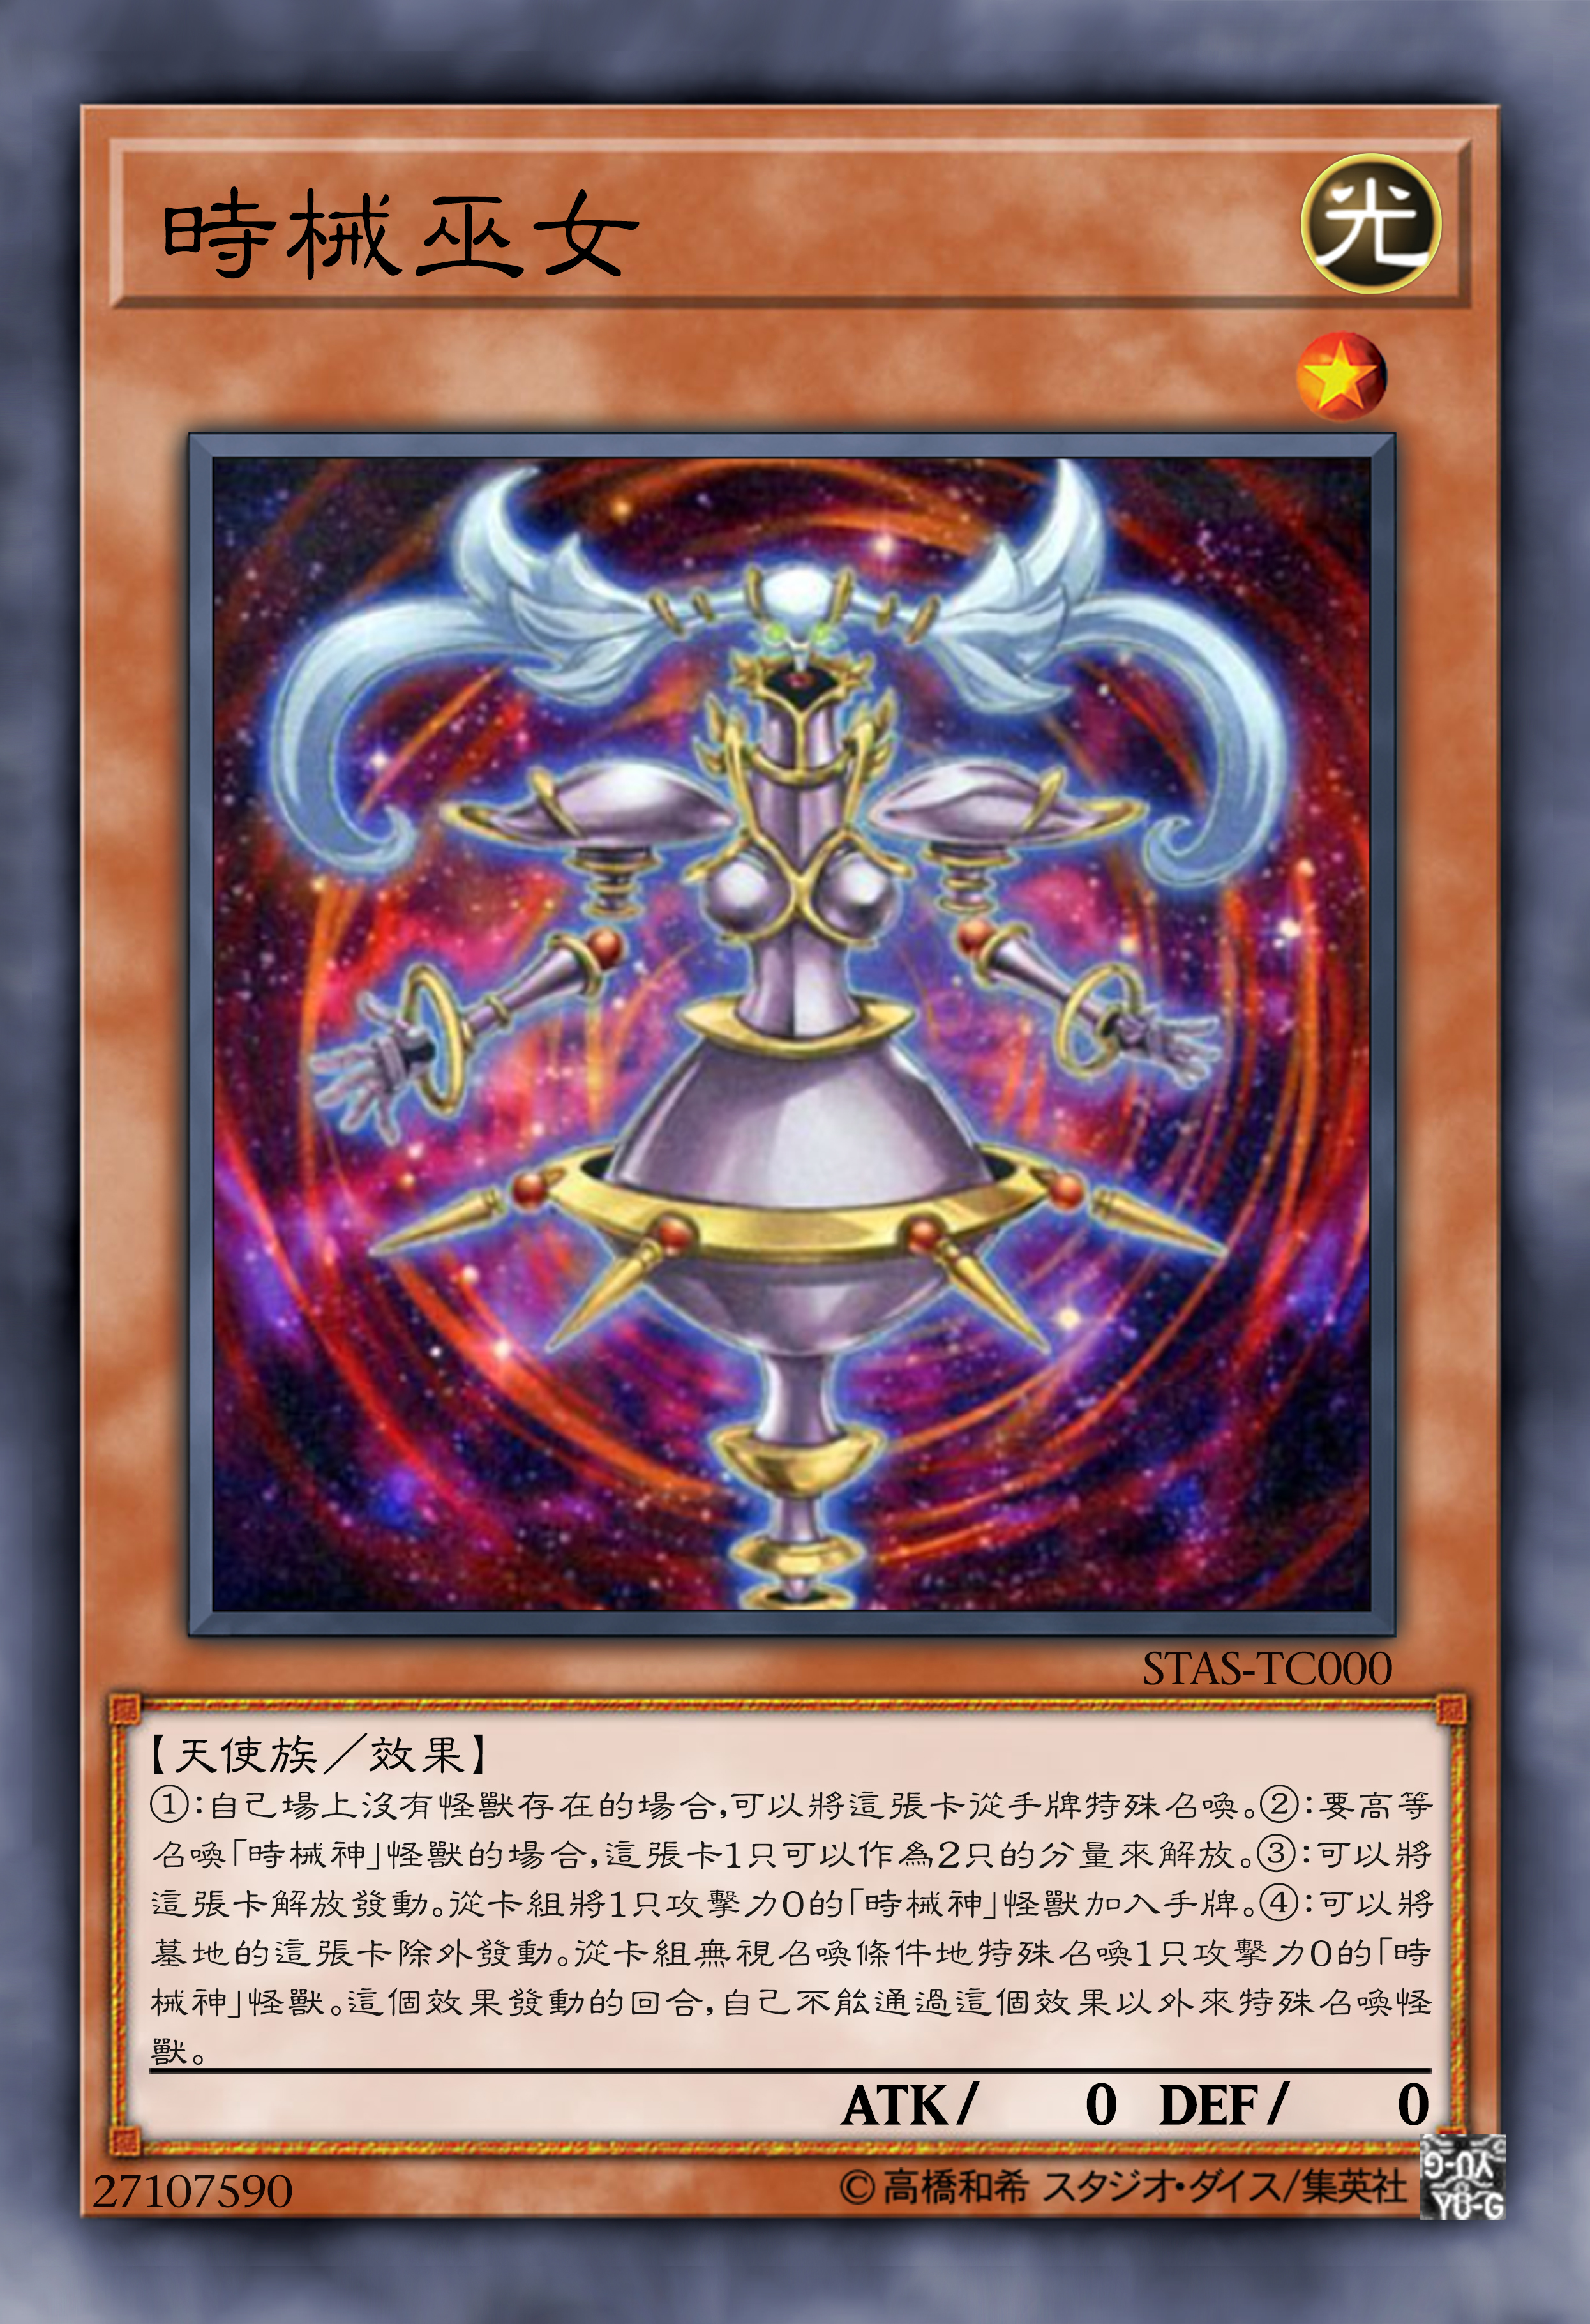 時械巫女
光
STAS-TC000
【天使族／效果】
①:自己場上沒有怪獸存在的場合,可以將這張卡從手牌特殊召喚。②:要高等
召喚「時械神」怪獸的場合,這張卡1只可以作為2只的分量來解放。③:可以將
這張卡解放發動。從卡組將1只攻擊力0的「時械神」怪獸加入手牌。④:可以將
墓地的這張卡除外發動。從卡組無視召喚條件地特殊召喚1只攻擊力0的「時
械神」怪獸。這個效果發動的回合,自己不能通過這個效果以外來特殊召喚怪
獸。
ATK/ 0 DEF/ 0
27107590
©高橋和希 スタジオ・ダイス/集英社
YU-G